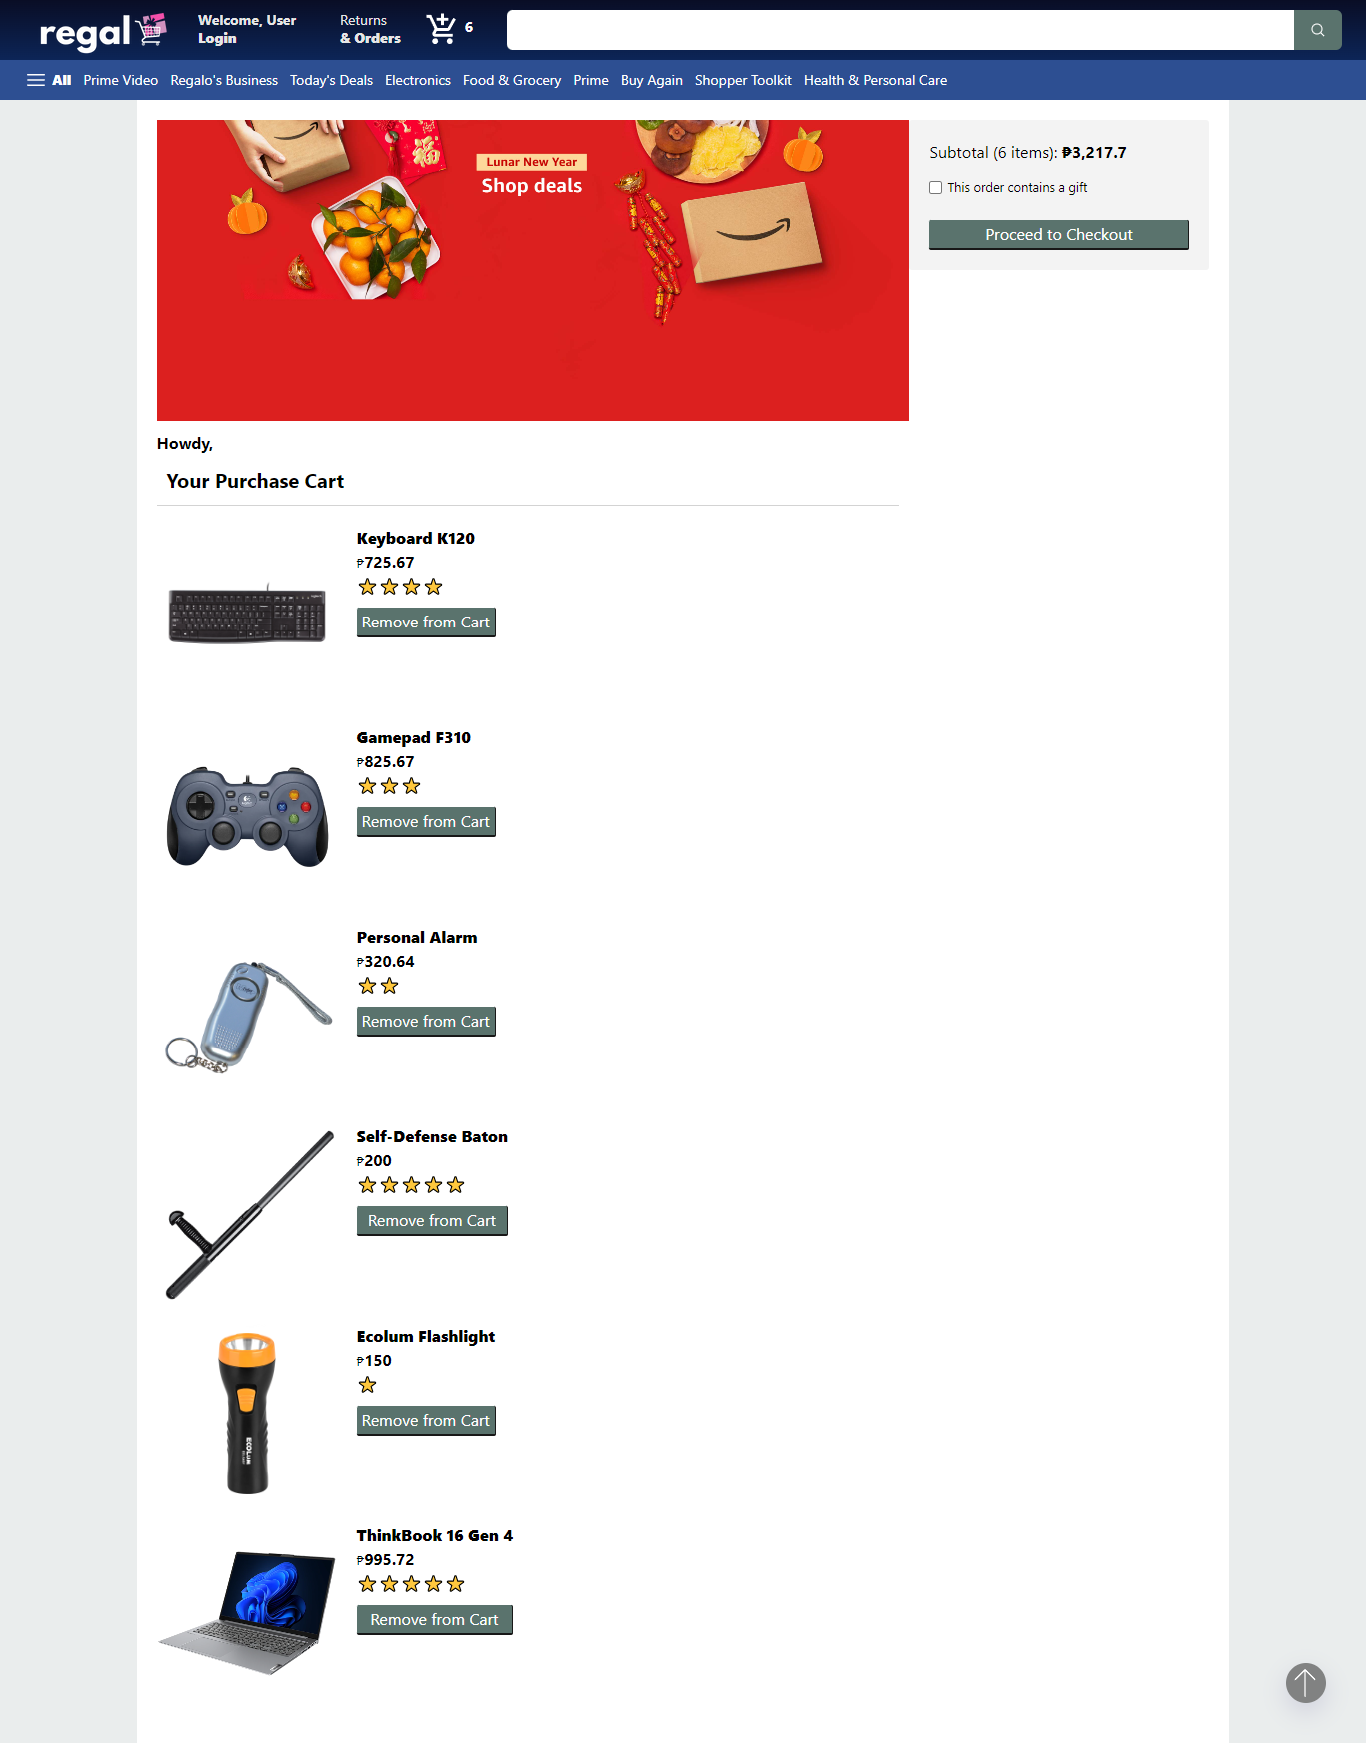 regal
Welcome, User
Login
Returns
& Orders
6
All
Prime Video
Regalo's Business
Today's Deals
Electronics
Food & Grocery
Prime
Buy Again
Shopper Toolkit
Health & Personal Care
福
Lunar New Year
Shop deals
Subtotal (6 items): ₱3,217.7
This order contains a gift
Proceed to Checkout
Howdy,
Your Purchase Cart
Keyboard K120
₱725.67
Remove from Cart
Gamepad F310
₱825.67
Remove from Cart
Personal Alarm
₱320.64
Remove from Cart
Self-Defense Baton
₱200
Remove from Cart
Ecolum Flashlight
₱150
Remove from Cart
ECOLUM
ThinkBook 16 Gen 4
₱995.72
Remove from Cart